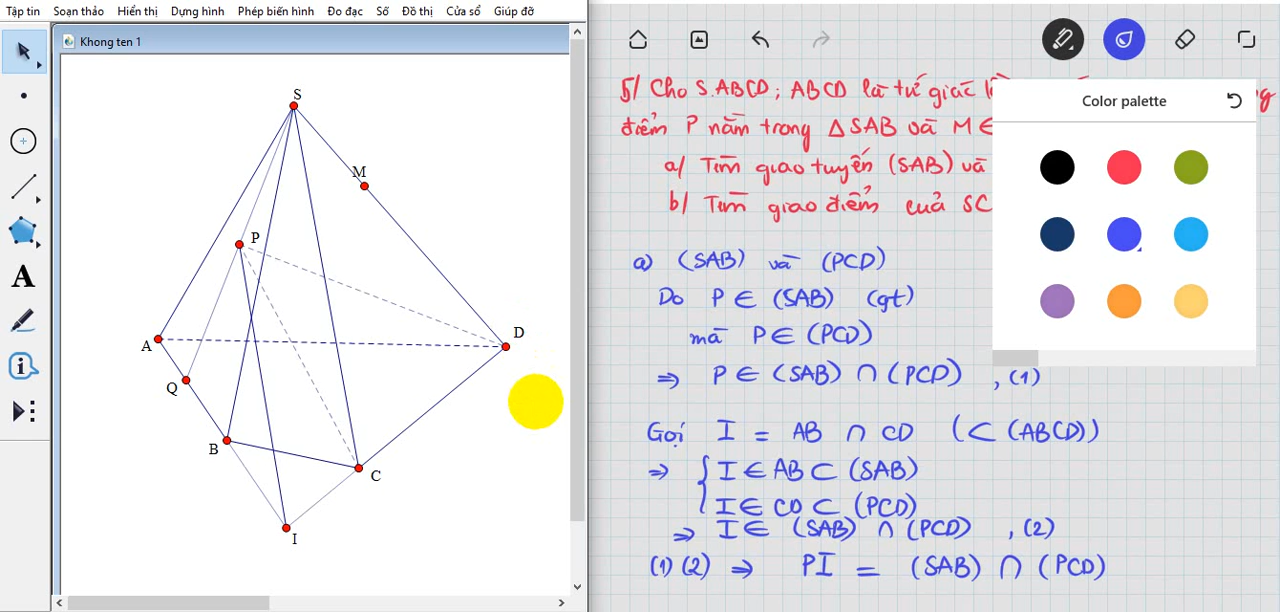 Tập tin Soạn thảo Hiển thị Dựng hình Phép biến hình Đo đạc Số Đồ thị Cửa sổ Giúp đỡ
Khong ten 1
S
M
P
D
A
Q
B
C
I
A
5/ Cho S.ABCD; ABCD là tứ giác
điểm P nằm trong △SAB và M ∈
a/ Tìm giao tuyến (SAB) và
b/ Tìm giao điểm của SC
Color palette
a) (SAB) và (PCD)
Do P ∈ (SAB) (gt)
mà P ∈ (PCD)
⇒ P ∈ (SAB) ∩ (PCD) , (1)
Gọi I = AB ∩ CD (⊂ (ABCD))
⇒ { I ∈ AB ⊂ (SAB)
I ∈ CD ⊂ (PCD)
⇒ I ∈ (SAB) ∩ (PCD) , (2)
(1) (2) ⇒ PI = (SAB) ∩ (PCD)